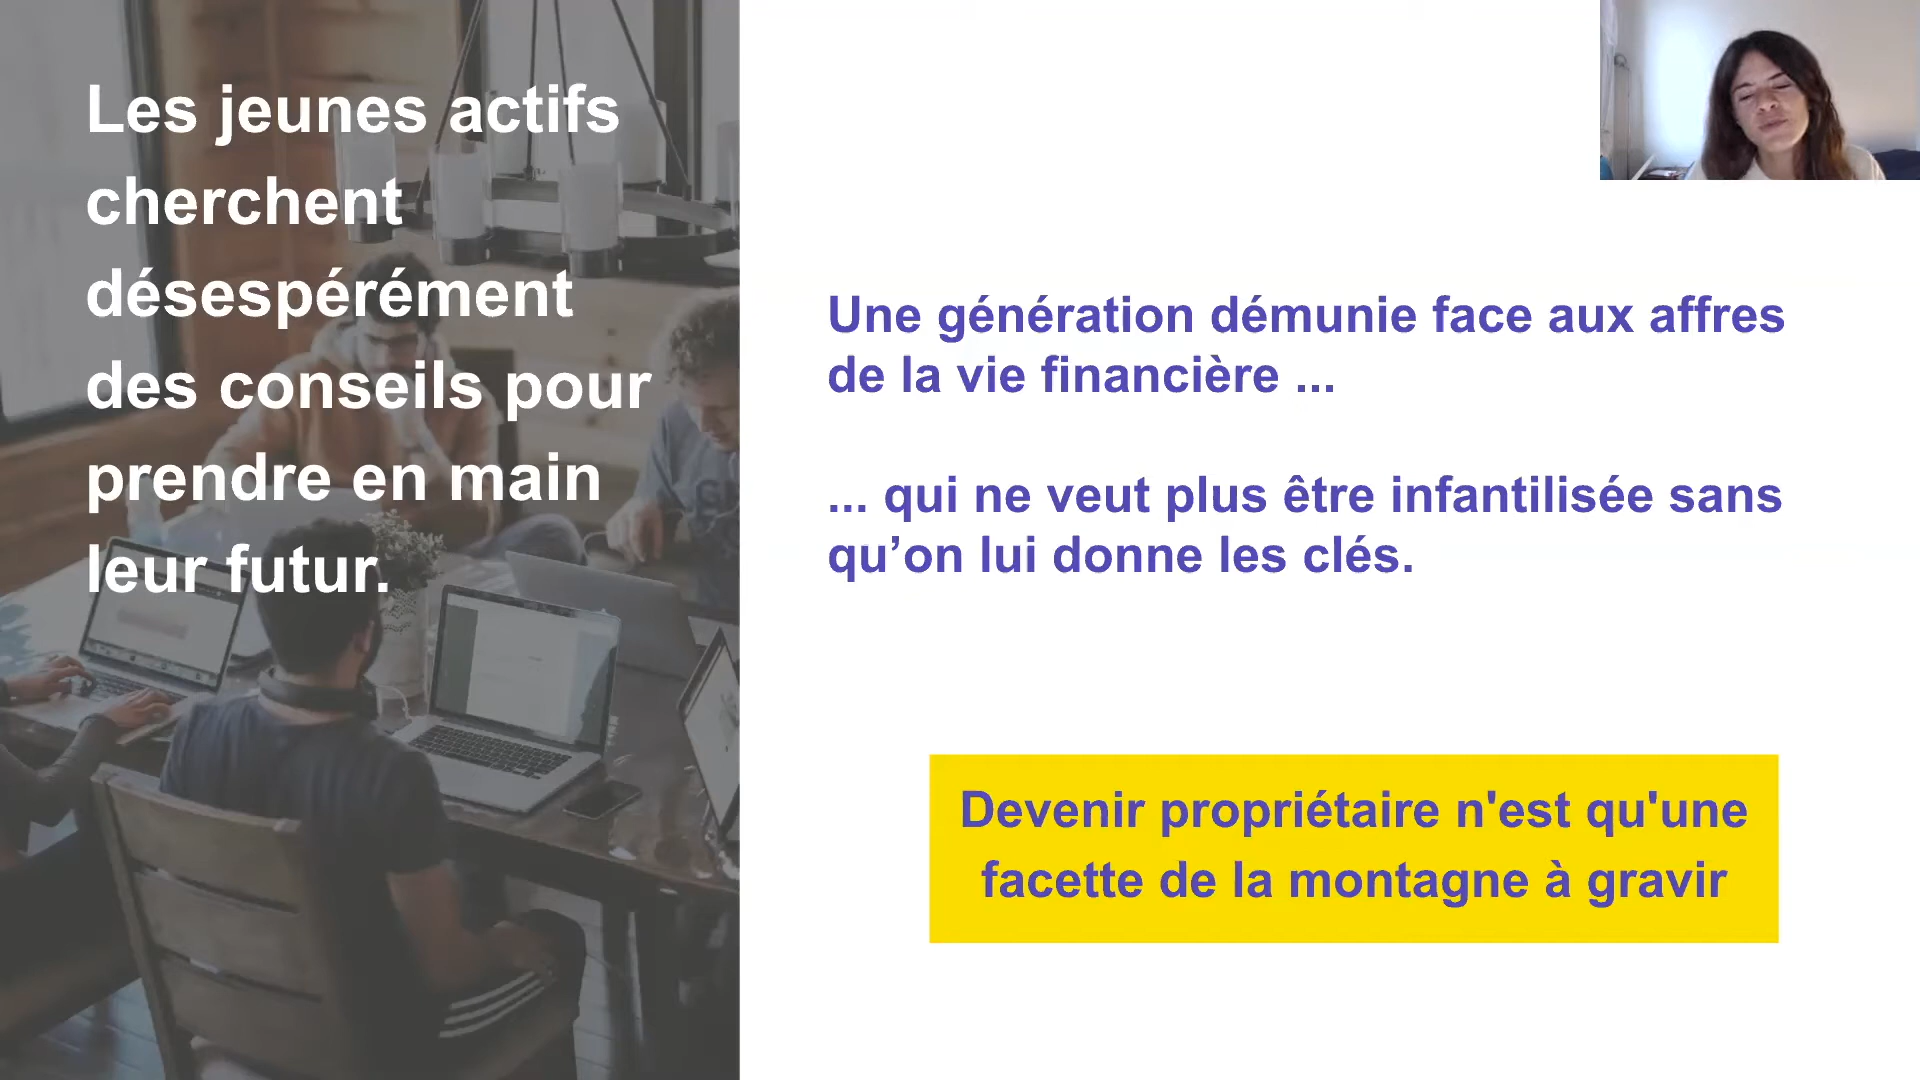 Les jeunes actifs
cherchent
désespérément
des conseils pour
prendre en main
leur futur.
Une génération démunie face aux affres
de la vie financière ...
... qui ne veut plus être infantilisée sans
qu’on lui donne les clés.
Devenir propriétaire n'est qu'une
facette de la montagne à gravir